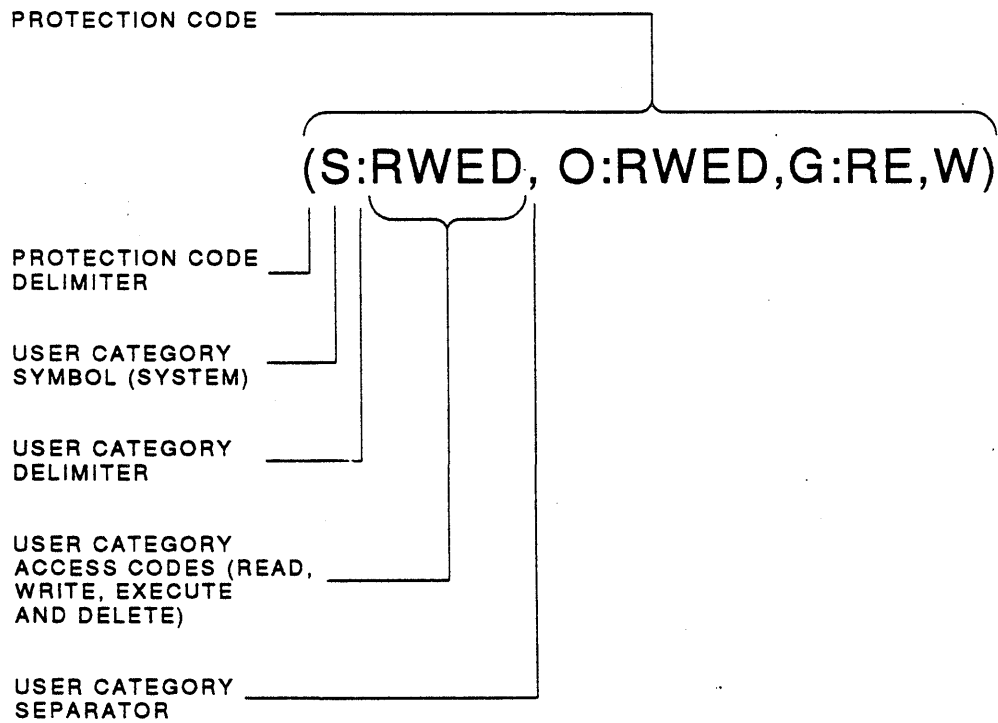 PROTECTION CODE
(S:RWED, O:RWED,G:RE,W)
PROTECTION CODE
DELIMITER
USER CATEGORY
SYMBOL (SYSTEM)
USER CATEGORY
DELIMITER
USER CATEGORY
ACCESS CODES (READ,
WRITE, EXECUTE
AND DELETE)
USER CATEGORY
SEPARATOR